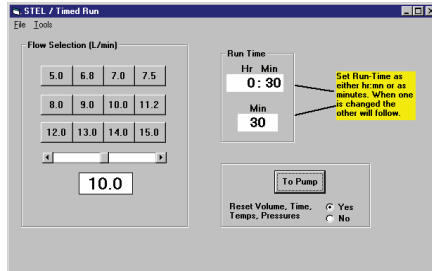 STEL / Timed Run
File Tools
Flow Selection (L/min)
5.0 6.8 7.0 7.5
8.0 9.0 10.0 11.2
12.0 13.0 14.0 15.0
10.0
Run Time
Hr Min
0: 30
Min
30
Set Run-Time as
either hr:mn or as
minutes. When one
is changed the
other will follow.
To Pump
Reset Volume, Time,
Temps, Pressures
Yes
No